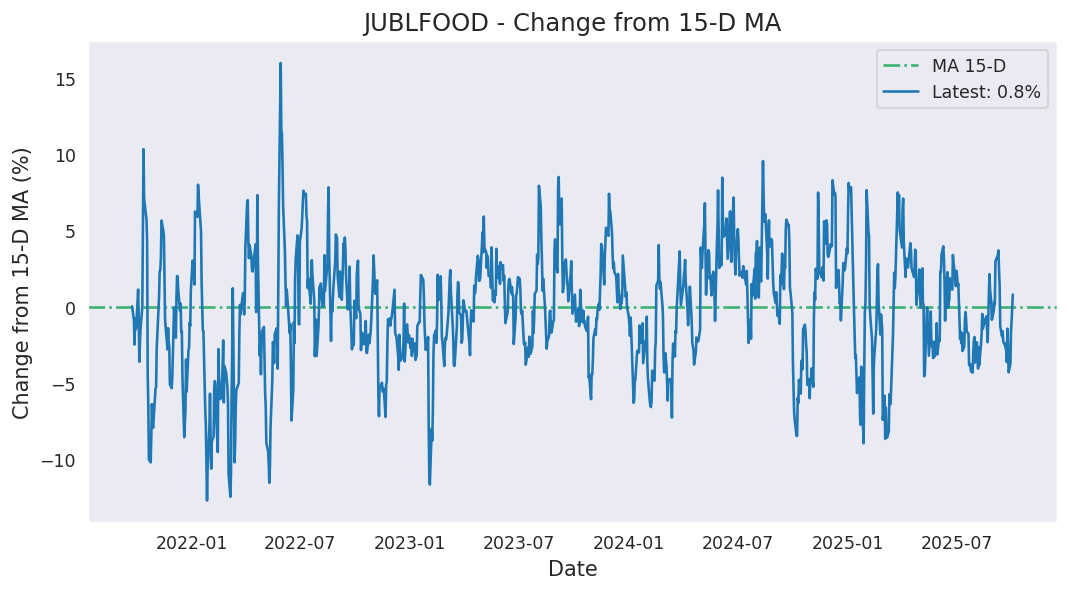 JUBLFOOD - Change from 15-D MA
MA 15-D
Latest: 0.8%
Change from 15-D MA (%)
15
10
5
0
−5
−10
2022-01
2022-07
2023-01
2023-07
2024-01
2024-07
2025-01
2025-07
Date